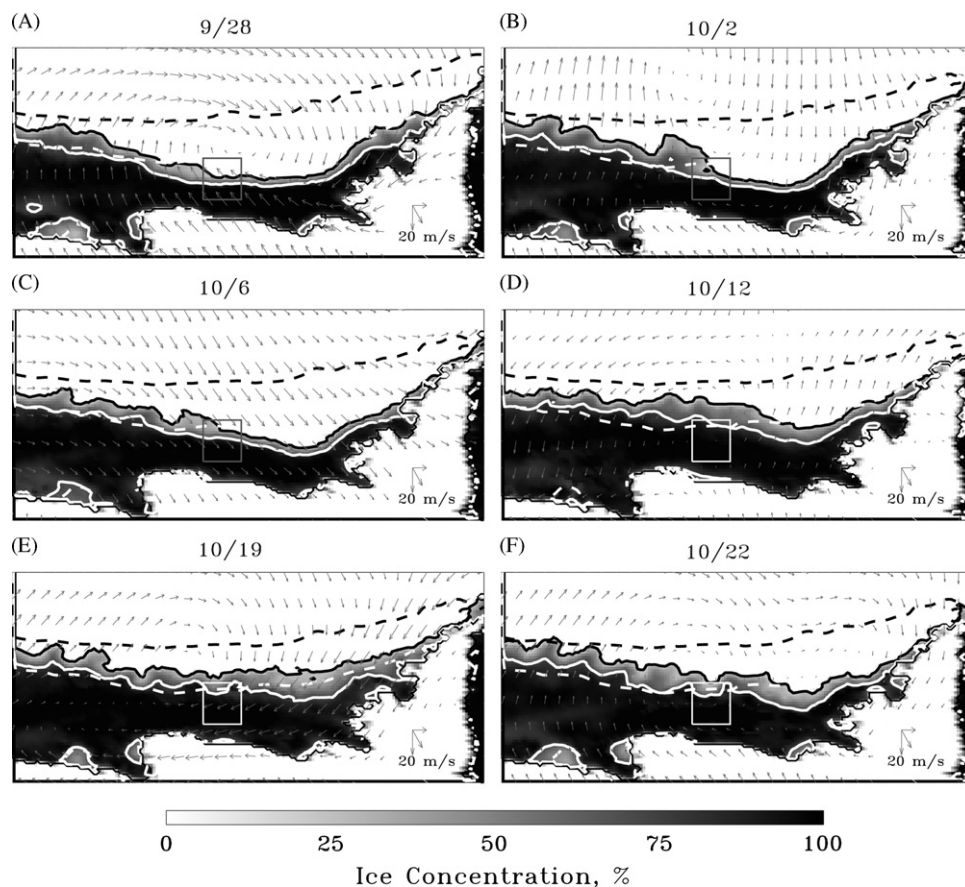 (A) 9/28
(B) 10/2
20 m/s
20 m/s
(C) 10/6
(D) 10/12
20 m/s
20 m/s
(E) 10/19
(F) 10/22
20 m/s
20 m/s
0 25 50 75 100
Ice Concentration, %